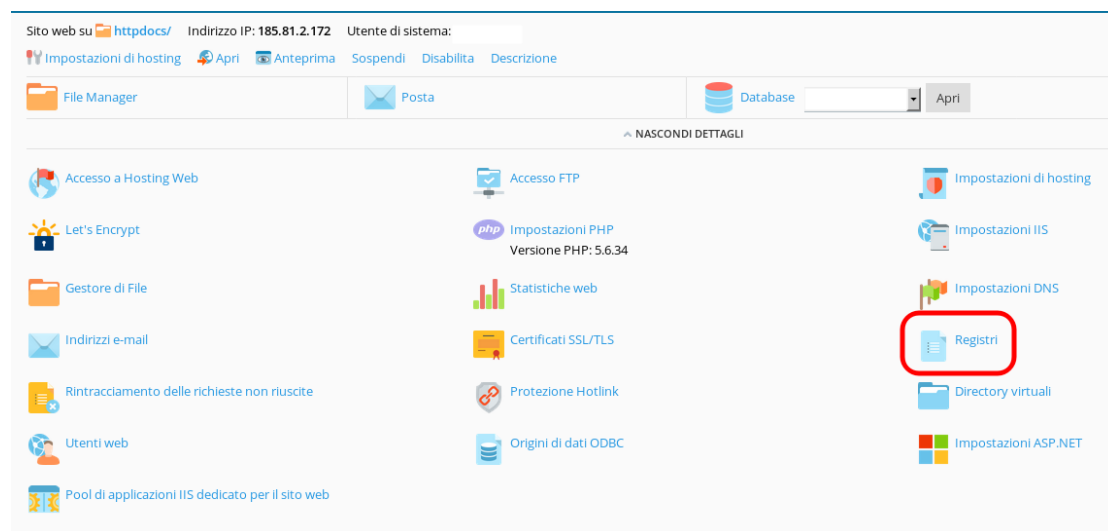 Sito web su httpdocs/ Indirizzo IP: 185.81.2.172 Utente di sistema:
Impostazioni di hosting Apri Anteprima Sospendi Disabilita Descrizione
File Manager Posta Database Apri
NASCONDI DETTAGLI
Accesso a Hosting Web Accesso FTP Impostazioni di hosting
Let's Encrypt php Impostazioni PHP Impostazioni IIS
Versione PHP: 5.6.34
Gestore di File Statistiche web Impostazioni DNS
Indirizzi e-mail Certificati SSL/TLS Registri
Rintracciamento delle richieste non riuscite Protezione Hotlink Directory virtuali
Utenti web Origini di dati ODBC Impostazioni ASP.NET
Pool di applicazioni IIS dedicato per il sito web